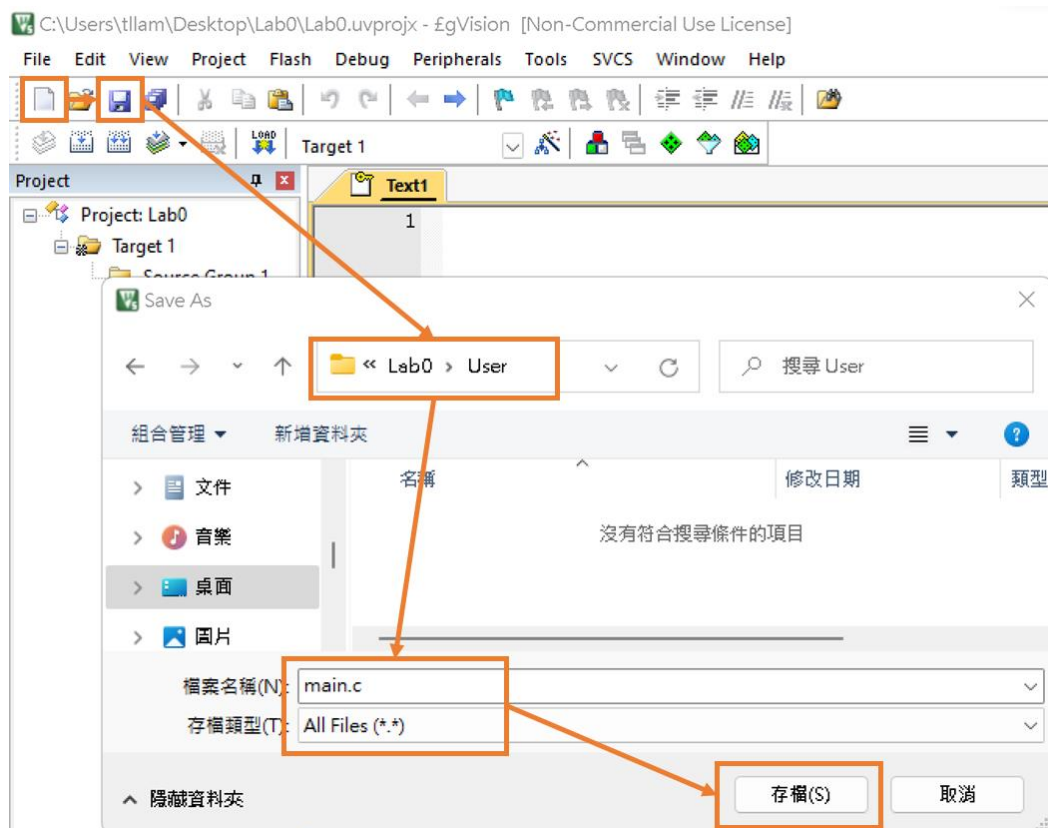 C:\Users\tllam\Desktop\Lab0\Lab0.uvprojx - £gVision [Non-Commercial Use License]
File Edit View Project Flash Debug Peripherals Tools SVCS Window Help
LOAD
Target 1
Project
Text1
Project: Lab0
1
Target 1
Source Group 1
Save As
« Lab0 › User
搜尋 User
組合管理
新增資料夾
名稱
修改日期
類型
文件
沒有符合搜尋條件的項目
音樂
桌面
圖片
檔案名稱(N): main.c
存檔類型(T): All Files (*.*)
隱藏資料夾
存檔(S)
取消